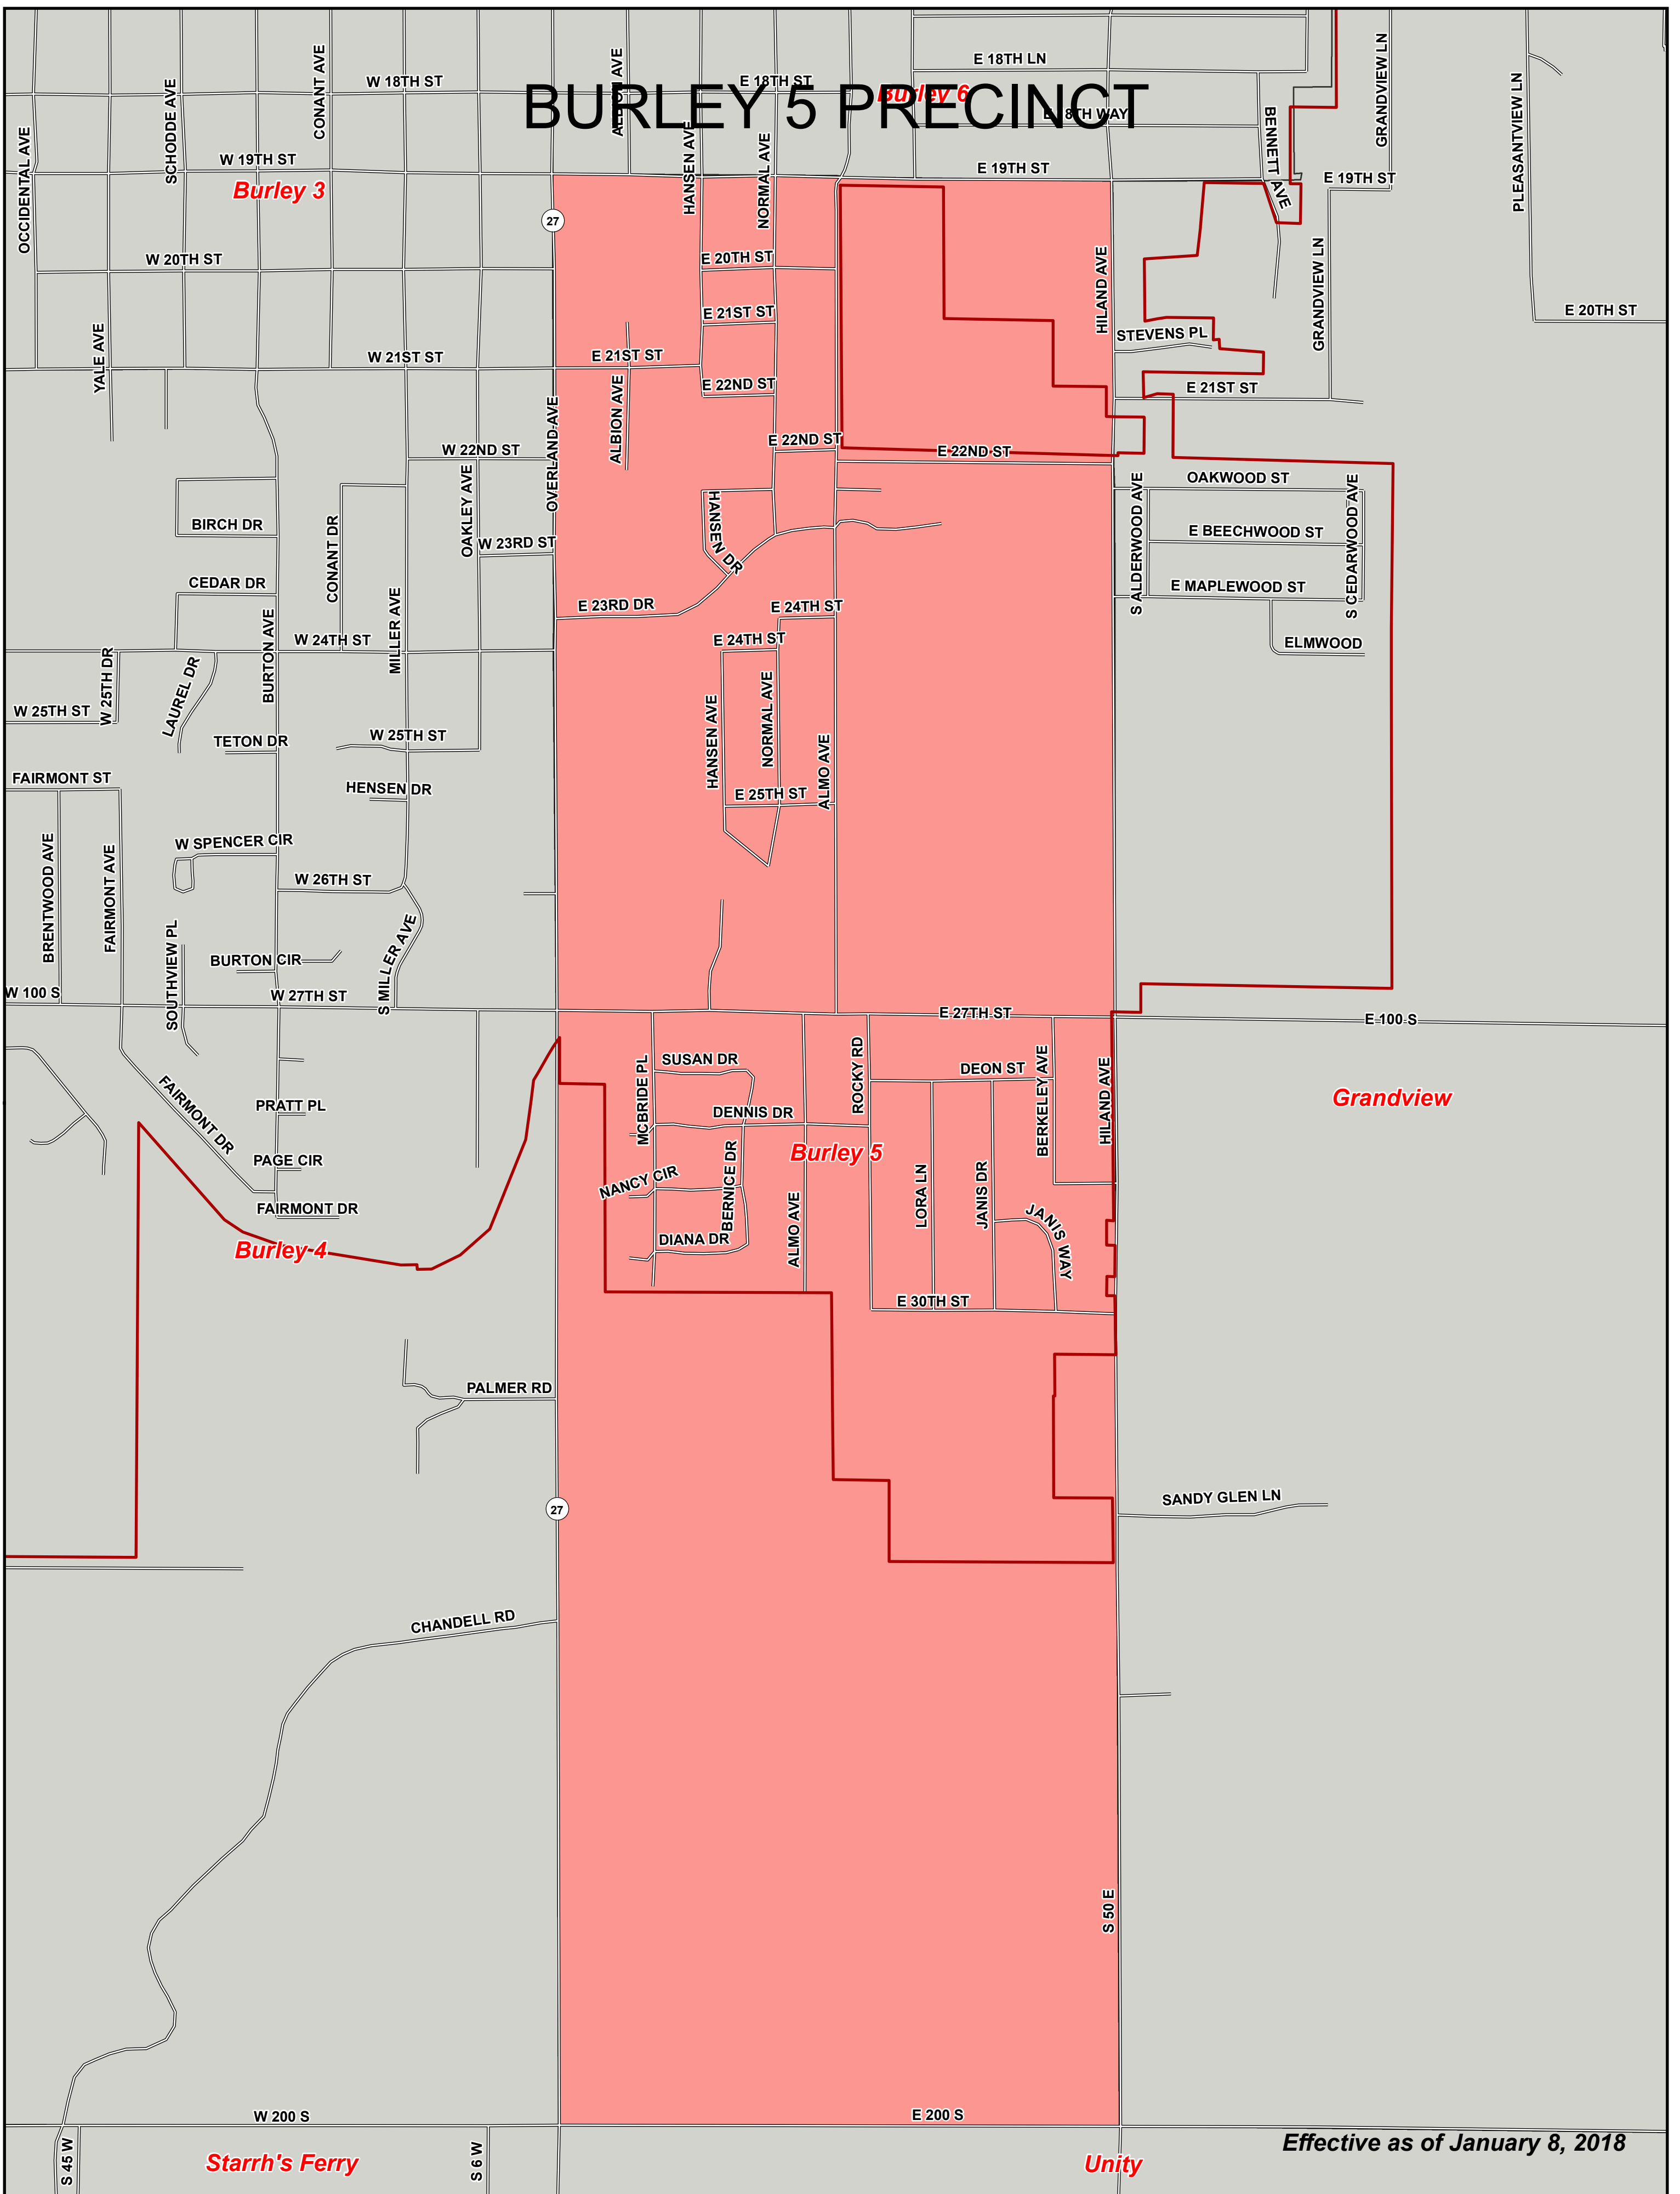 BURLEY 5 PRECINCT
E 18TH LN
W 18TH ST
E 18TH ST
Burley 6
CONANT AVE
ALBION AVE
SCHODDE AVE
OCCIDENTAL AVE
HANSEN AVE
NORMAL AVE
BENNETT AVE
GRANDVIEW LN
PLEASANTVIEW LN
W 19TH ST
E 19TH ST
E 19TH ST
Burley 3
27
W 20TH ST
E 20TH ST
HILAND AVE
GRANDVIEW LN
E 20TH ST
E 21ST ST
STEVENS PL
YALE AVE
W 21ST ST
E 21ST ST
E 22ND ST
E 21ST ST
ALBION AVE
OVERLAND AVE
W 22ND ST
E 22ND ST
E 22ND ST
OAKLEY AVE
OAKWOOD ST
S ALDERWOOD AVE
S CEDARWOOD AVE
BIRCH DR
CONANT DR
W 23RD ST
HANSEN DR
E BEECHWOOD ST
CEDAR DR
E MAPLEWOOD ST
MILLER AVE
BURTON AVE
E 23RD DR
E 24TH ST
W 24TH ST
E 24TH ST
ELMWOOD
W 25TH DR
LAUREL DR
W 25TH ST
TETON DR
W 25TH ST
HANSEN AVE
NORMAL AVE
ALMO AVE
FAIRMONT ST
HENSEN DR
E 25TH ST
W SPENCER CIR
BRENTWOOD AVE
FAIRMONT AVE
W 26TH ST
SOUTHVIEW PL
BURTON CIR
S MILLER AVE
W 100 S
W 27TH ST
E 27TH ST
E 100 S
SUSAN DR
MCBRIDE PL
ROCKY RD
DEON ST
BERKELEY AVE
HILAND AVE
Grandview
FAIRMONT DR
PRATT PL
DENNIS DR
Burley 5
PAGE CIR
NANCY CIR
BERNICE DR
ALMO AVE
LORA LN
JANIS DR
JANIS WAY
FAIRMONT DR
DIANA DR
Burley 4
E 30TH ST
PALMER RD
27
SANDY GLEN LN
CHANDELL RD
S 50 E
W 200 S
E 200 S
Effective as of January 8, 2018
S 45 W
Starrh's Ferry
S 6 W
Unity